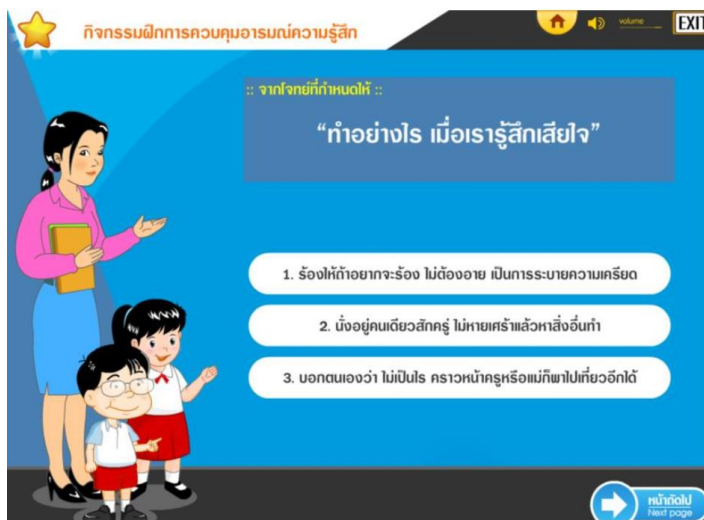 กิจกรรมฝึกการควบคุมอารมณ์ความรู้สึก
volume
EXIT
:: จากโจทย์ที่กำหนดให้ ::
“ทำอย่างไร เมื่อเรารู้สึกเสียใจ”
1. ร้องไห้ถ้าอยากจะร้อง ไม่ต้องอาย เป็นการระบายความเครียด
2. นั่งอยู่คนเดียวสักครู่ ไม่หายเศร้าแล้วหาสิ่งอื่นทำ
3. บอกตนเองว่า ไม่เป็นไร คราวหน้าครูหรือแม่ก็พาไปเที่ยวอีกได้
หน้าถัดไป
Next page